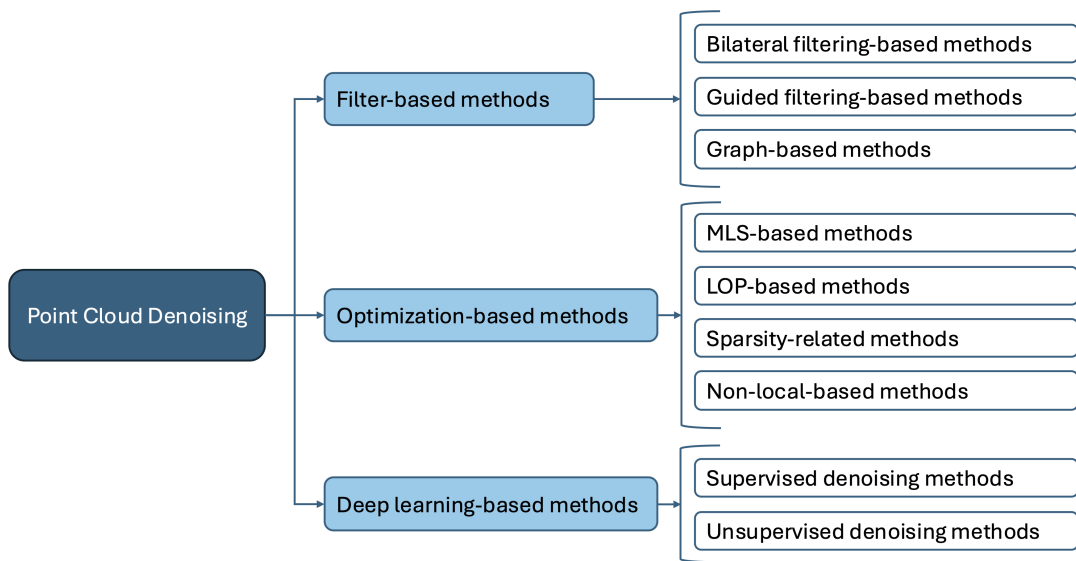 Point Cloud Denoising
Filter-based methods
Bilateral filtering-based methods
Guided filtering-based methods
Graph-based methods
Optimization-based methods
MLS-based methods
LOP-based methods
Sparsity-related methods
Non-local-based methods
Deep learning-based methods
Supervised denoising methods
Unsupervised denoising methods